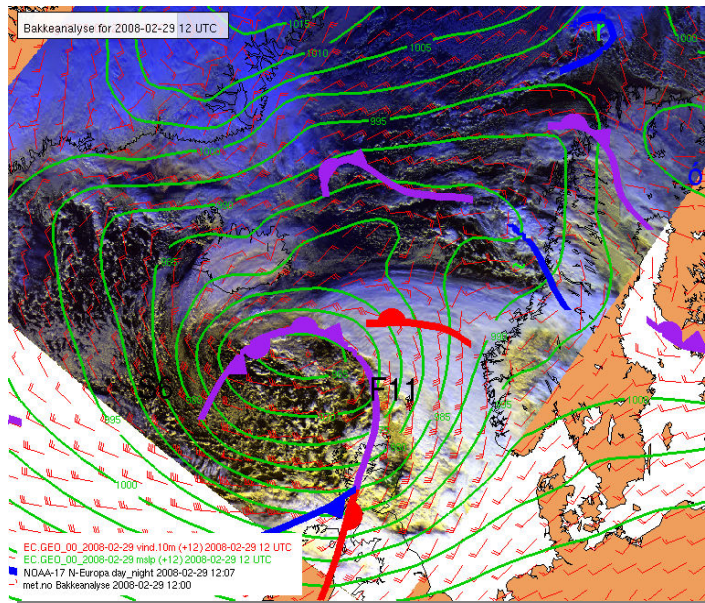 Bakkeanalyse for 2008-02-29 12 UTC
1015
1010
1005
1000
r
995
o
F11
985
995
1005
1000
EC.GEO_00_2008-02-29 vind,10m (+12) 2008-02-29 12 UTC
EC.GEO_00_2008-02-29 mslp (+12) 2008-02-29 12 UTC
NOAA-17 N-Europa day_night 2008-02-29 12:07
met.no Bakkeanalyse 2008-02-29 12:00